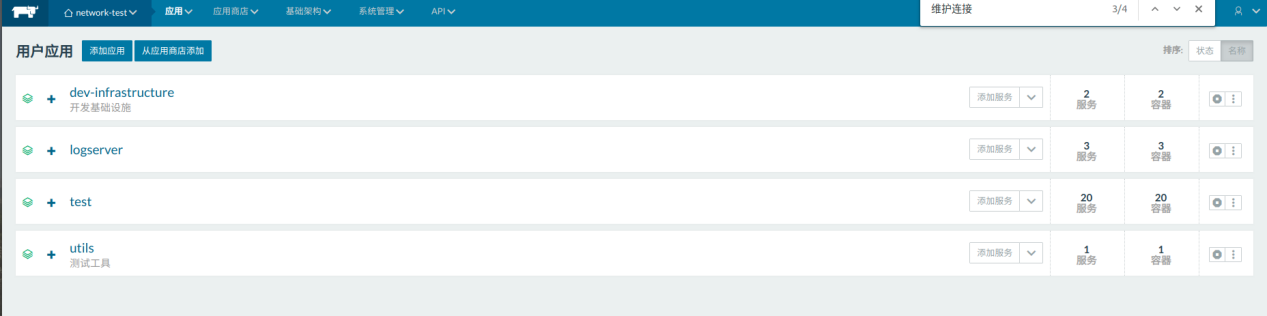 network-test 应用 应用商店 基础架构 系统管理 API 维护连接 3/4
用户应用 添加应用 从应用商店添加 排序: 状态 名称
dev-infrastructure 添加服务 2 2
开发基础设施 服务 容器
logserver 添加服务 3 3
服务 容器
test 添加服务 20 20
服务 容器
utils 添加服务 1 1
测试工具 服务 容器